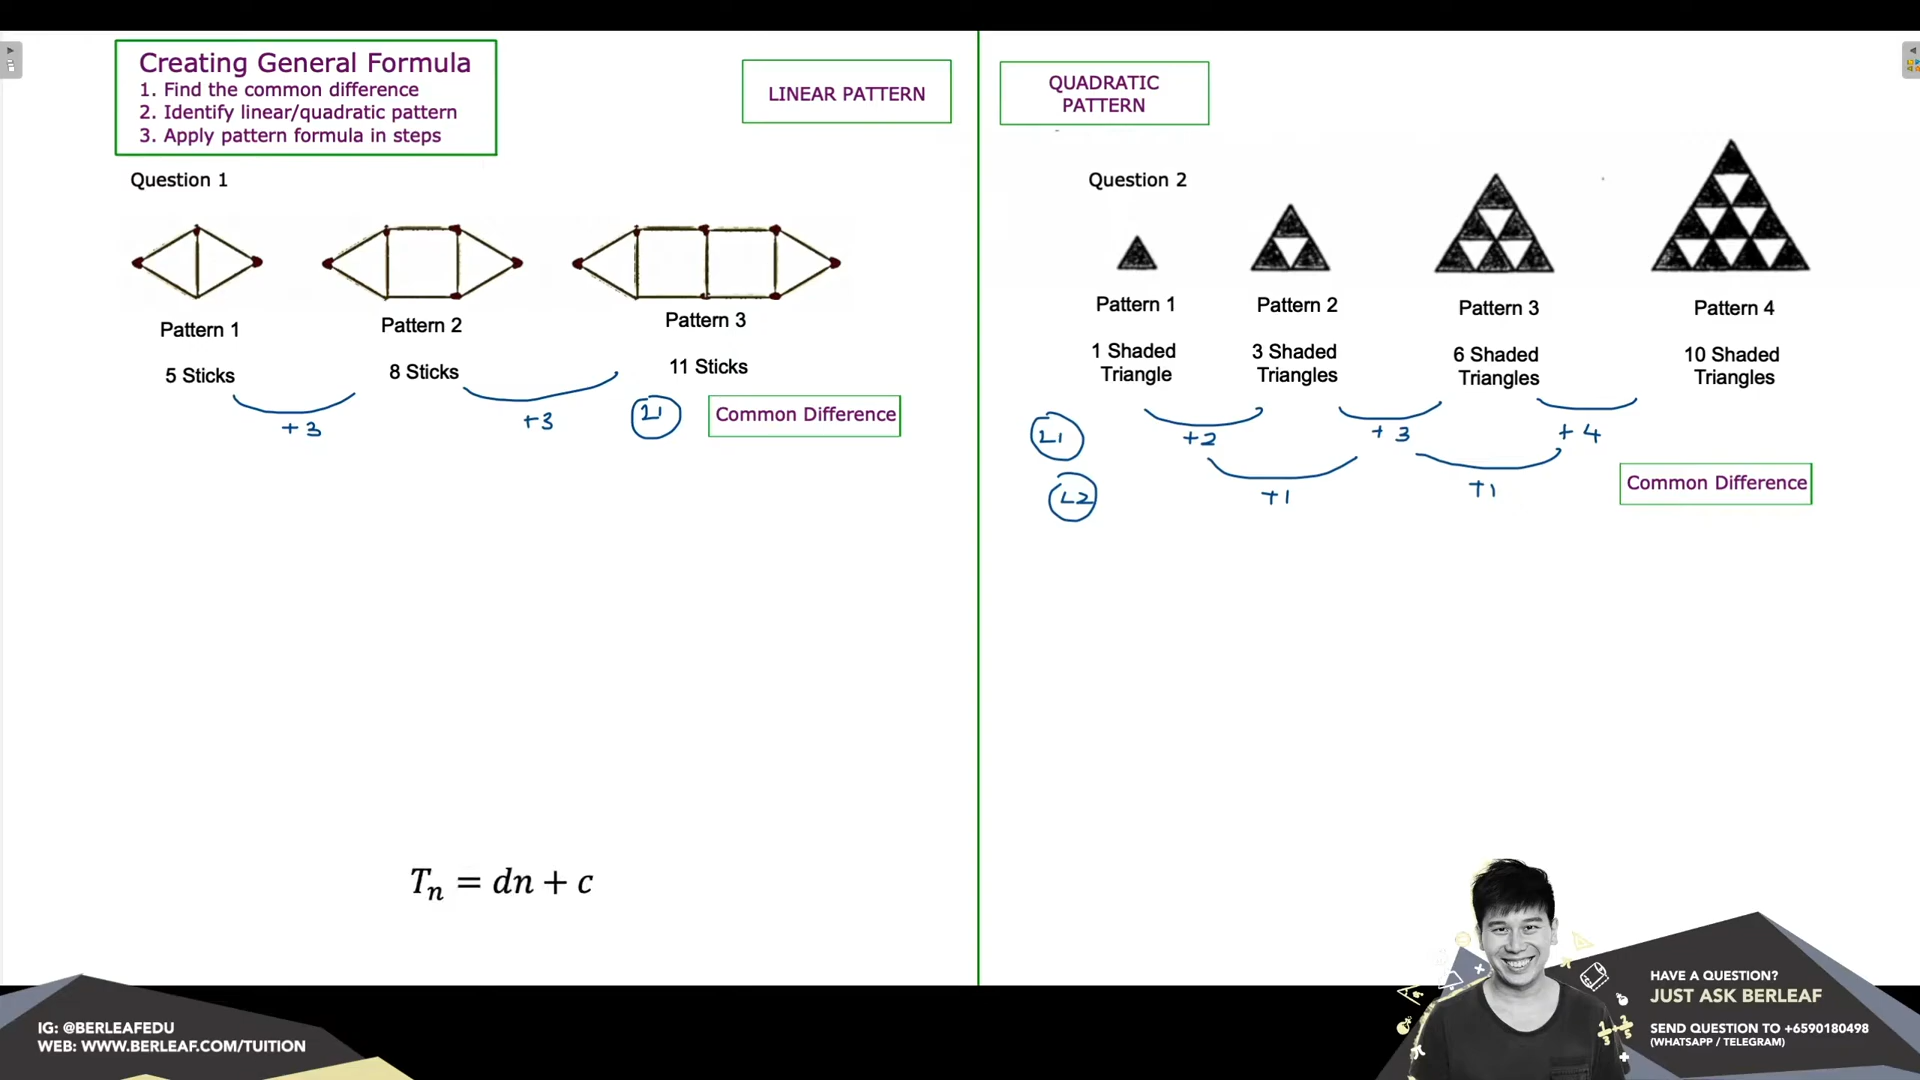 Creating General Formula
1. Find the common difference
2. Identify linear/quadratic pattern
3. Apply pattern formula in steps
LINEAR PATTERN
Question 1
Pattern 1
Pattern 2
Pattern 3
5 Sticks
8 Sticks
11 Sticks
+3
+3
L1
Common Difference
Tₙ = dn + c
QUADRATIC
PATTERN
Question 2
Pattern 1
Pattern 2
Pattern 3
Pattern 4
1 Shaded
Triangle
3 Shaded
Triangles
6 Shaded
Triangles
10 Shaded
Triangles
L1
+2
+3
+4
L2
+1
+1
Common Difference
IG: @BERLEAFEDU
WEB: WWW.BERLEAF.COM/TUITION
HAVE A QUESTION?
JUST ASK BERLEAF
SEND QUESTION TO +6590180498
(WHATSAPP / TELEGRAM)